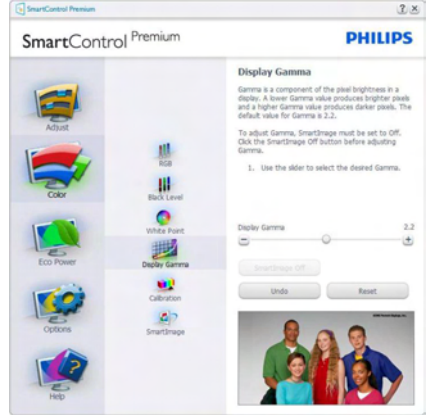 SmartControl Premium
SmartControl Premium
PHILIPS
Adjust
Color
Eco Power
Options
Help
RGB
Black Level
White Point
Display Gamma
Calibration
SmartImage
Display Gamma
Gamma is a component of the pixel brightness in a
display. A lower Gamma value produces brighter pixels
and a higher Gamma value produces darker pixels. The
default value for Gamma is 2.2.
To adjust Gamma, SmartImage must be set to Off.
Click the SmartImage Off button before adjusting
Gamma.
1. Use the slider to select the desired Gamma.
Display Gamma
2.2
SmartImage Off
Undo
Reset